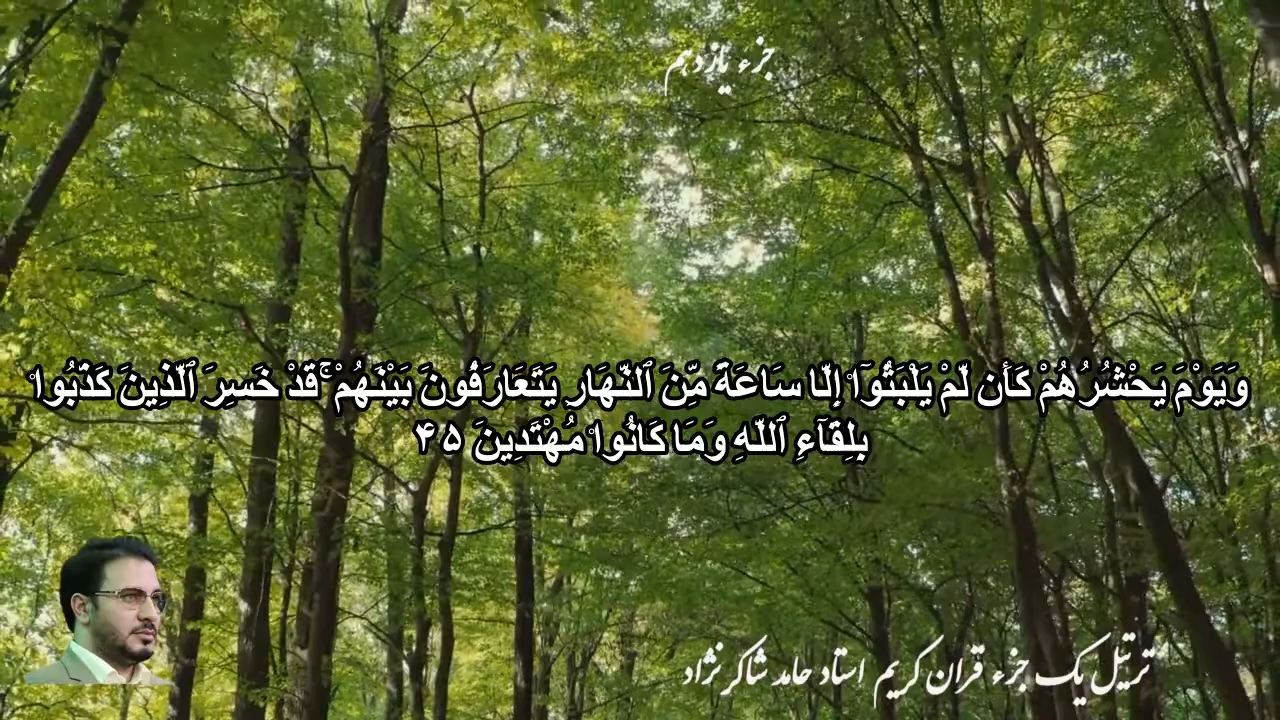 جزء یازدهم
وَيَوْمَ يَحْشُرُهُمْ كَأَن لَّمْ يَلْبَثُوٓا۟ إِلَّا سَاعَةً مِّنَ ٱلنَّهَارِ يَتَعَارَفُونَ بَيْنَهُمْ ۚ قَدْ خَسِرَ ٱلَّذِينَ كَذَّبُوا۟
بِلِقَآءِ ٱللَّهِ وَمَا كَانُوا۟ مُهْتَدِينَ ۴۵
ترتیل یک جزء قران کریم استاد حامد شاکرنژاد